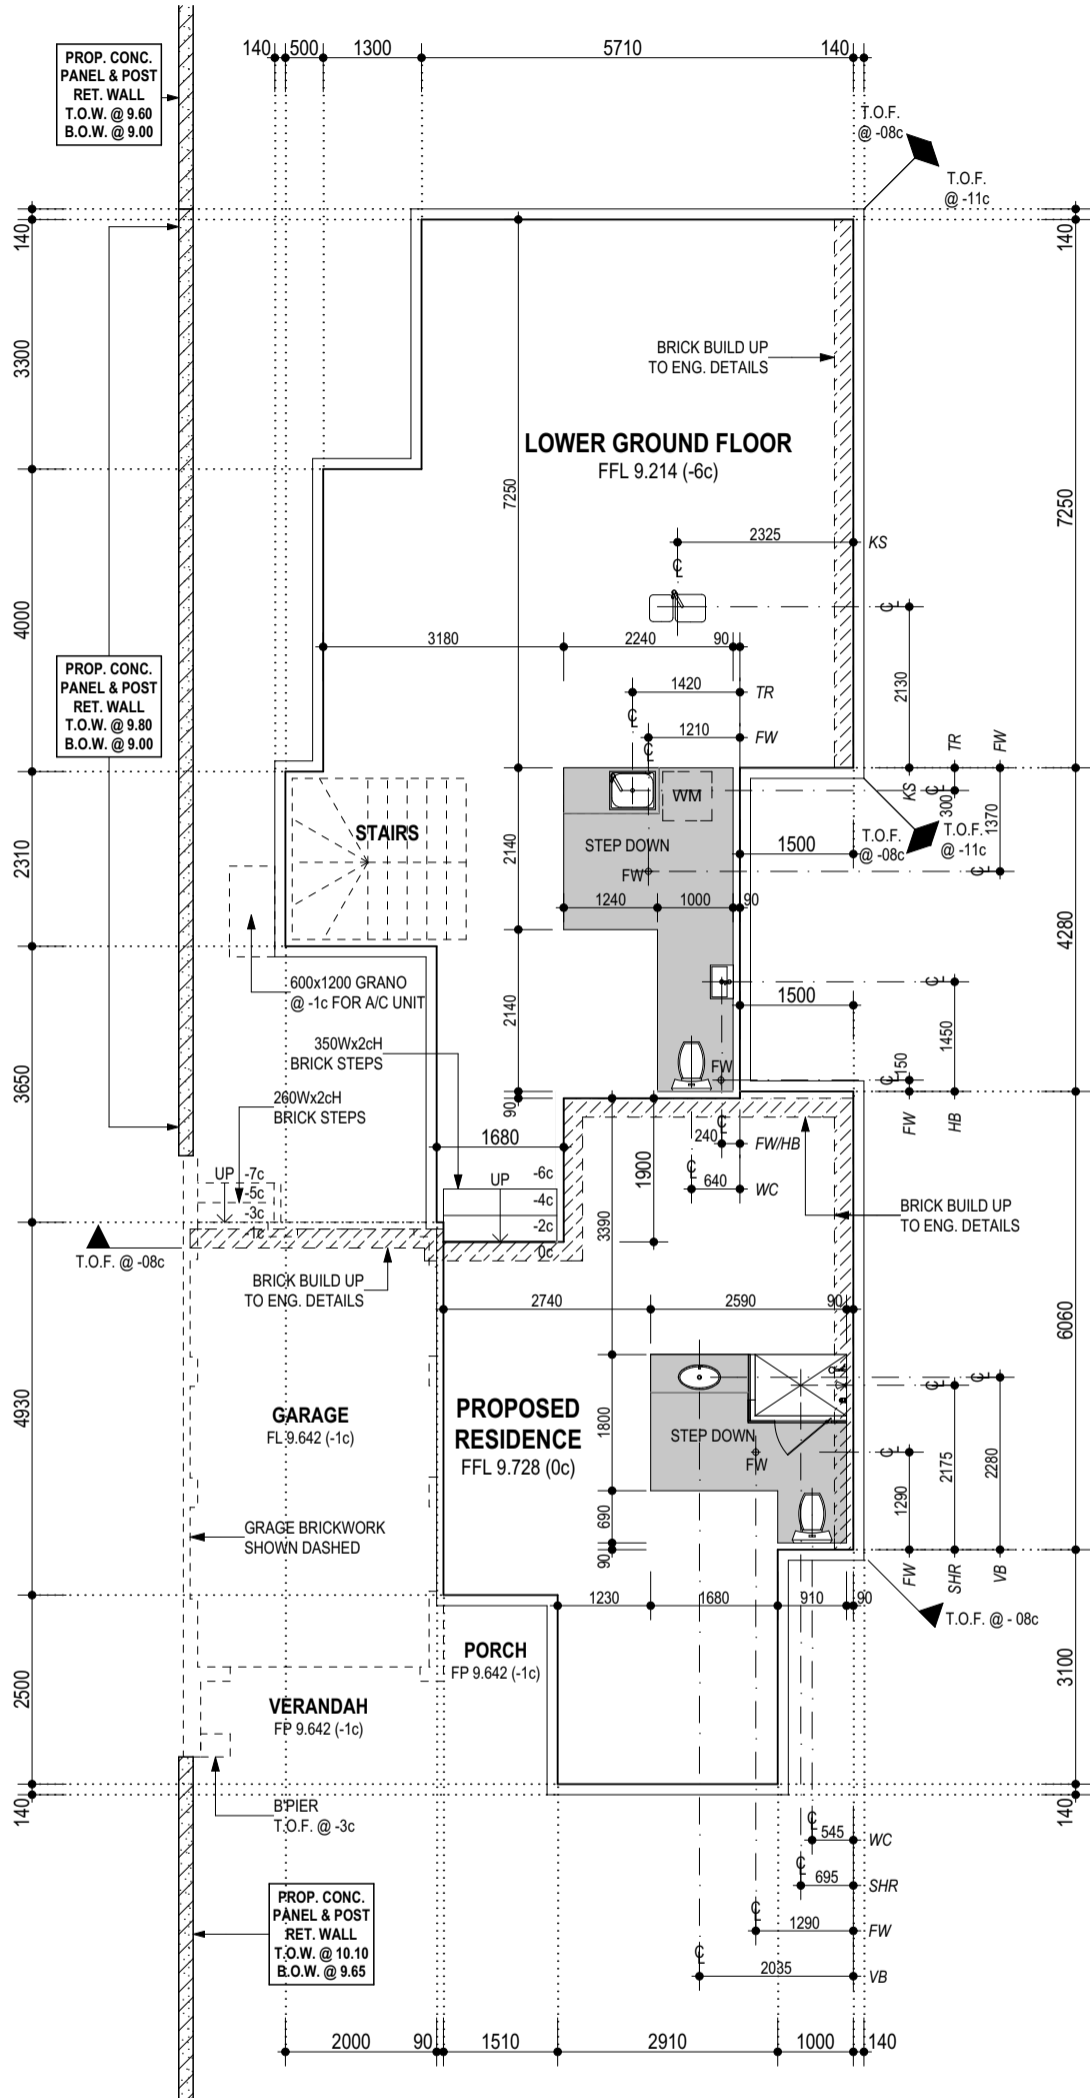 140
500
1300
5710
140
PROP. CONC.
PANEL & POST
RET. WALL
T.O.W. @ 9.60
B.O.W. @ 9.00
T.O.F.
@ -08c
T.O.F.
@ -11c
140
140
3300
BRICK BUILD UP
TO ENG. DETAILS
LOWER GROUND FLOOR
FFL 9.214 (-6c)
7250
7250
2325
KS
C
L
C
L
4000
3180
2240
90
2130
PROP. CONC.
PANEL & POST
RET. WALL
T.O.W. @ 9.80
B.O.W. @ 9.00
1420
TR
C
L
1210
FW
C
L
TR
FW
KS
C
L
300
1370
WM
STAIRS
STEP DOWN
FW
2310
2140
1500
T.O.F.
@ -08c
T.O.F.
@ -11c
C
L
1240
1000
90
4280
600x1200 GRANO
@ -1c FOR A/C UNIT
C
L
1500
2140
1450
350Wx2cH
BRICK STEPS
FW
C
L
150
3650
260Wx2cH
BRICK STEPS
90
FW
HB
1680
C
L
240
FW/HB
1900
C
L
640
WC
UP
-7c
-5c
-3c
-1c
UP
-6c
-4c
-2c
0c
3390
BRICK BUILD UP
TO ENG. DETAILS
T.O.F. @ -08c
BRICK BUILD UP
TO ENG. DETAILS
2740
2590
90
6060
4930
GARAGE
FL 9.642 (-1c)
PROPOSED
RESIDENCE
FFL 9.728 (0c)
1800
STEP DOWN
FW
C
L
C
L
C
L
1290
2175
2280
690
GRAGE BRICKWORK
SHOWN DASHED
90
FW
SHR
VB
1230
1680
910
90
T.O.F. @ - 08c
PORCH
FP 9.642 (-1c)
2500
3100
VERANDAH
FP 9.642 (-1c)
140
140
B'PIER
T.O.F. @ -3c
C
L
545
WC
C
L
695
SHR
PROP. CONC.
PANEL & POST
RET. WALL
T.O.W. @ 10.10
B.O.W. @ 9.65
C
L
1290
FW
C
L
2035
VB
2000
90
1510
2910
1000
140